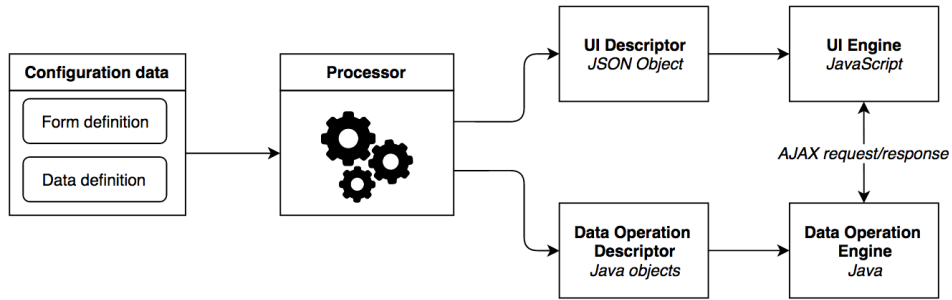 Configuration data
Form definition
Data definition
Processor
UI Descriptor
JSON Object
UI Engine
JavaScript
AJAX request/response
Data Operation
Descriptor
Java objects
Data Operation
Engine
Java